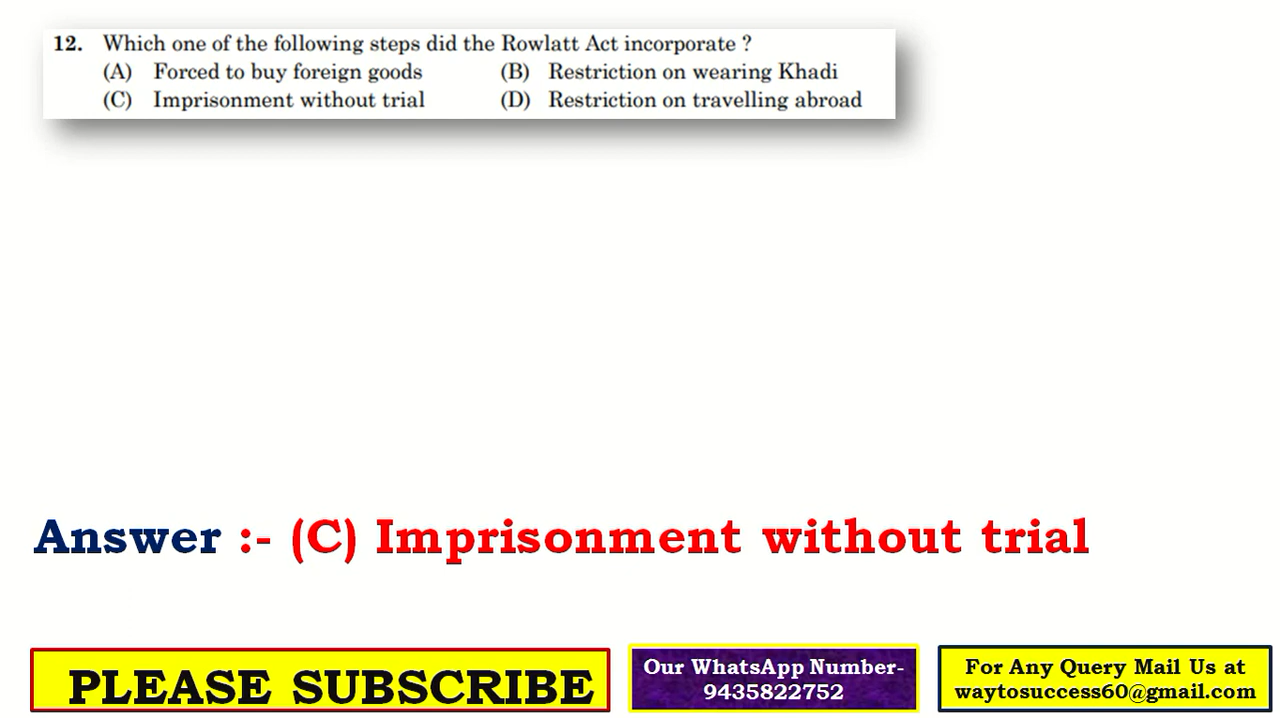 12. Which one of the following steps did the Rowlatt Act incorporate ?
(A) Forced to buy foreign goods (B) Restriction on wearing Khadi
(C) Imprisonment without trial (D) Restriction on travelling abroad
Answer :- (C) Imprisonment without trial
PLEASE SUBSCRIBE
Our WhatsApp Number-
9435822752
For Any Query Mail Us at
waytosuccess60@gmail.com